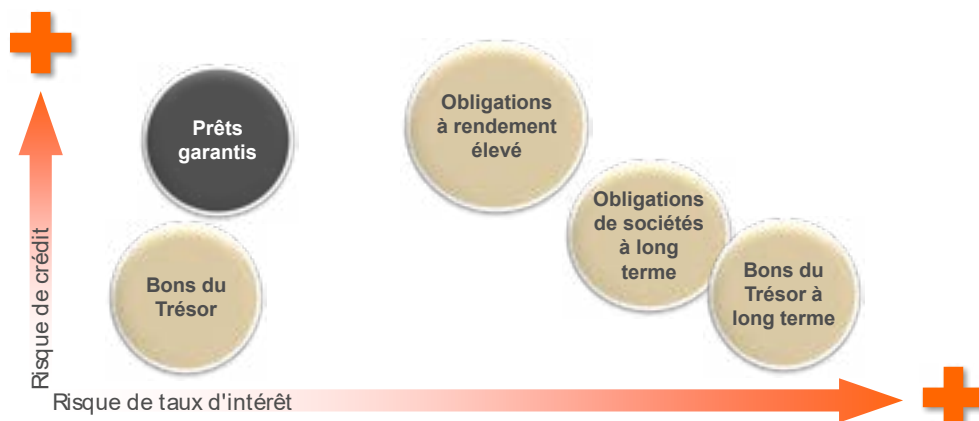 Prêts
garantis
Obligations
à rendement
élevé
Obligations
de sociétés
à long
terme
Bons du
Trésor
Bons du
Trésor à
long terme
Risque de crédit
Risque de taux d'intérêt